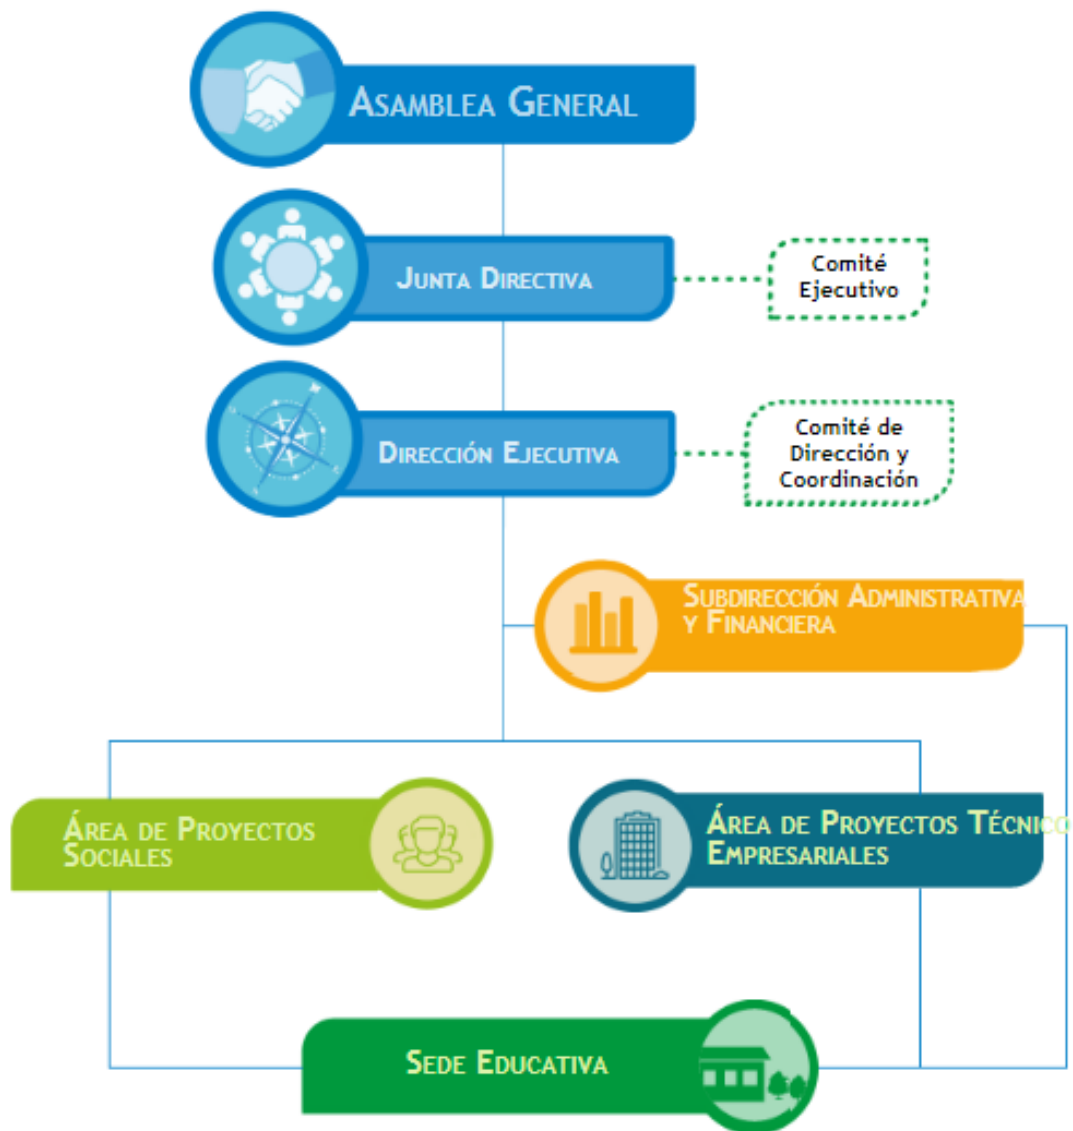 ASAMBLEA GENERAL
JUNTA DIRECTIVA
Comité
Ejecutivo
DIRECCIÓN EJECUTIVA
Comité de
Dirección y
Coordinación
SUBDIRECCIÓN ADMINISTRATIVA
Y FINANCIERA
ÁREA DE PROYECTOS
SOCIALES
ÁREA DE PROYECTOS TÉCNICO
EMPRESARIALES
SEDE EDUCATIVA